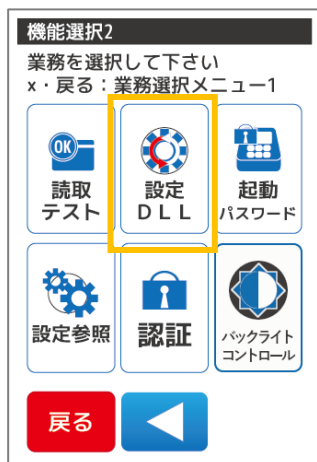 機能選択2
業務を選択して下さい
x・戻る：業務選択メニュー1
OK
読取
テスト
設定
DLL
起動
パスワード
設定参照
認証
バックライト
コントロール
戻る